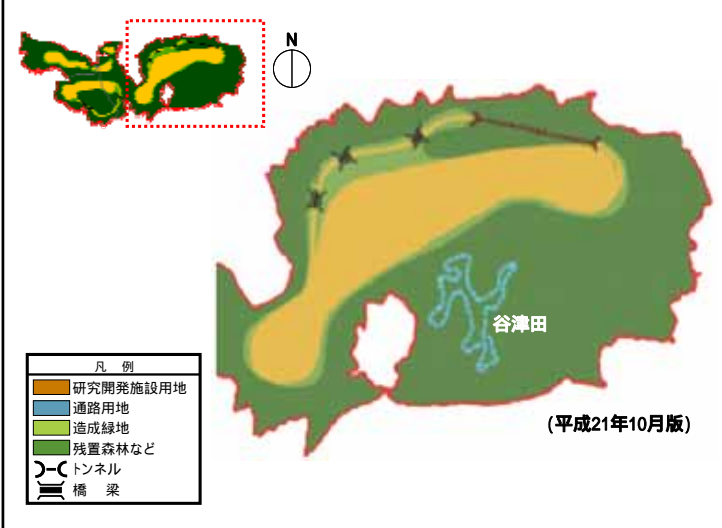 N
谷津田
(平成21年10月版)
凡 例
研究開発施設用地
通路用地
造成緑地
残置森林など
トンネル
橋 梁